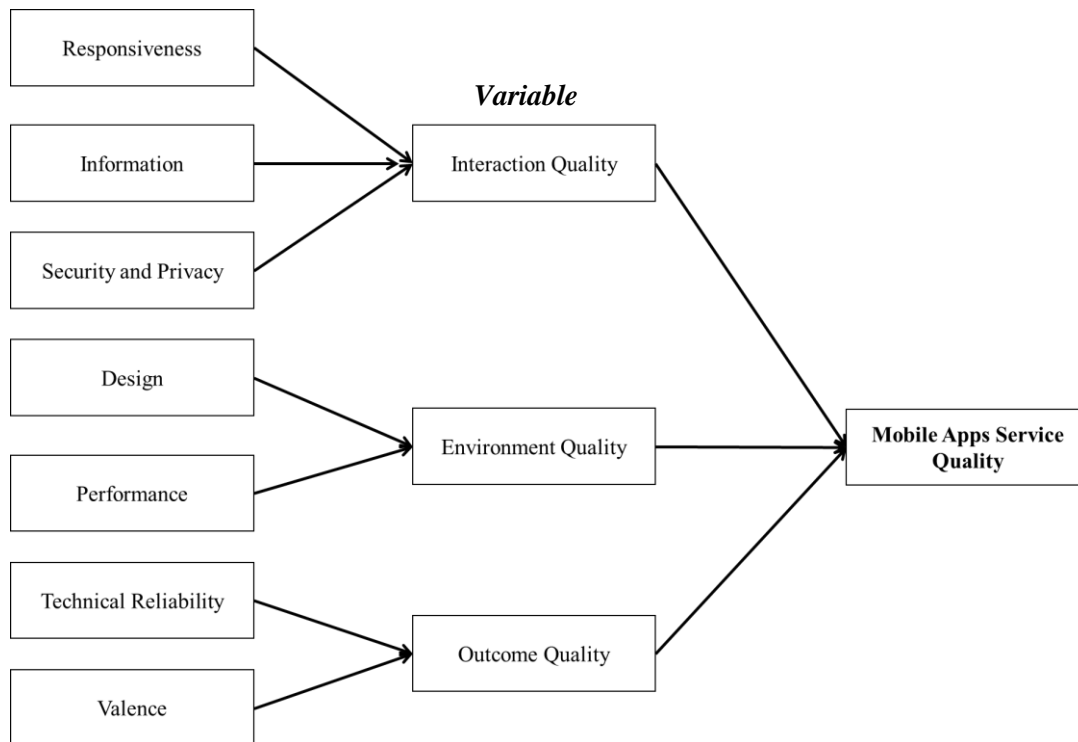 Responsiveness
Variable
Information
Interaction Quality
Security and Privacy
Design
Environment Quality
Mobile Apps Service
Quality
Performance
Technical Reliability
Outcome Quality
Valence